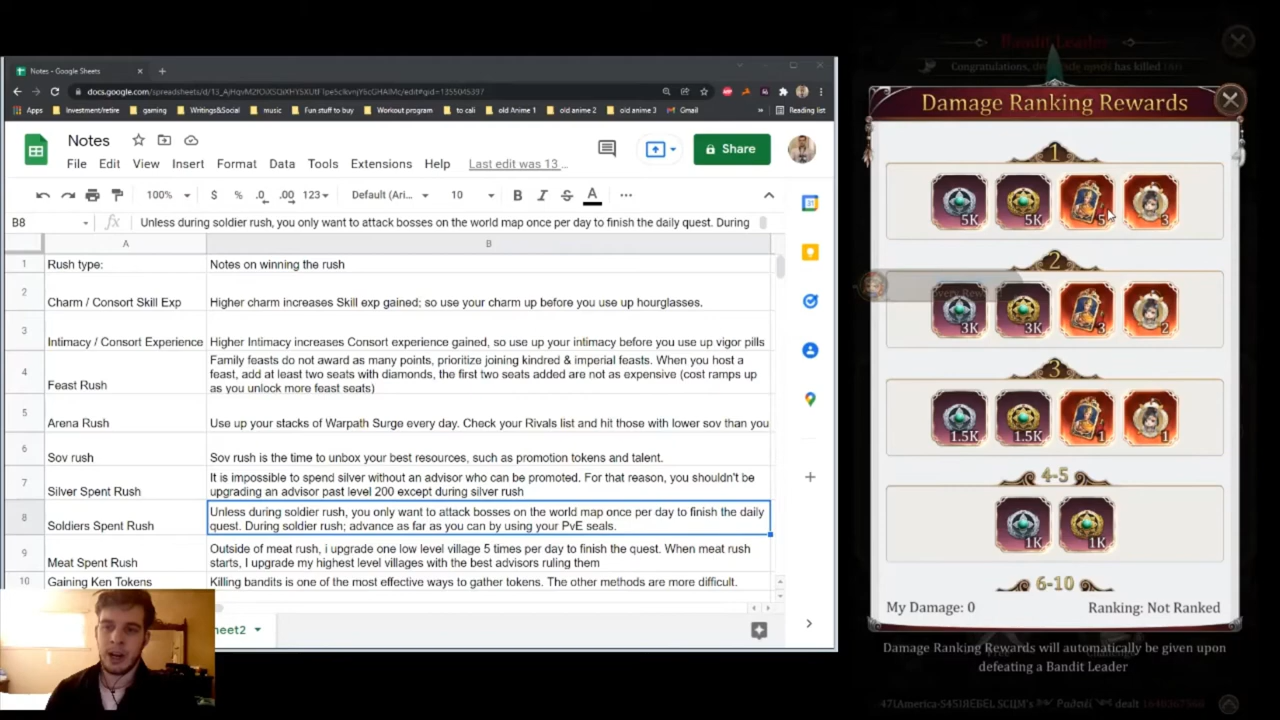 Notes - Google Sheets
Apps Investment/retire gaming Writings&Social music Fun stuff to buy Workout program to call old Anime 1 old anime 2 old anime 3 Gmail Reading list
Notes
File Edit View Insert Format Data Tools Extensions Help Last edit was 13 ...
Share
100% $ % .0 .00 123 Default (Ari... 10 B I S A
B8 fx Unless during soldier rush, you only want to attack bosses on the world map once per day to finish the daily quest. During
A B
1 Rush type: Notes on winning the rush
2 Charm / Consort Skill Exp Higher charm increases Skill exp gained; so use your charm up before you use up hourglasses.
3 Intimacy / Consort Experience Higher Intimacy increases Consort experience gained, so use up your intimacy before you use up vigor pills
4 Feast Rush Family feasts do not award as many points, prioritize joining kindred & imperial feasts. When you host a
feast, add at least two seats with diamonds, the first two seats added are not as expensive (cost ramps up
as you unlock more feast seats)
5 Arena Rush Use up your stacks of Warpath Surge every day. Check your Rivals list and hit those with lower sov than you
6 Sov rush Sov rush is the time to unbox your best resources, such as promotion tokens and talent.
7 Silver Spent Rush It is impossible to spend silver without an advisor who can be promoted. For that reason, you shouldn't be
upgrading an advisor past level 200 except during silver rush
8 Soldiers Spent Rush Unless during soldier rush, you only want to attack bosses on the world map once per day to finish the daily
quest. During soldier rush; advance as far as you can by using your PvE seals.
9 Meat Spent Rush Outside of meat rush, i upgrade one low level village 5 times per day to finish the quest. When meat rush
starts, I upgrade my highest level villages with the best advisors ruling them
10 Gaining Ken Tokens Killing bandits is one of the most effective ways to gather tokens. The other methods are more difficult.
heet2
Bandit Leader
Congratulations, has killed
Damage Ranking Rewards
1
5K 5K 5 3
2
3K 3K 3 2
3
1.5K 1.5K 1 1
4-5
1K 1K
6-10
My Damage: 0 Ranking: Not Ranked
Damage Ranking Rewards will automatically be given upon
defeating a Bandit Leader
dealt